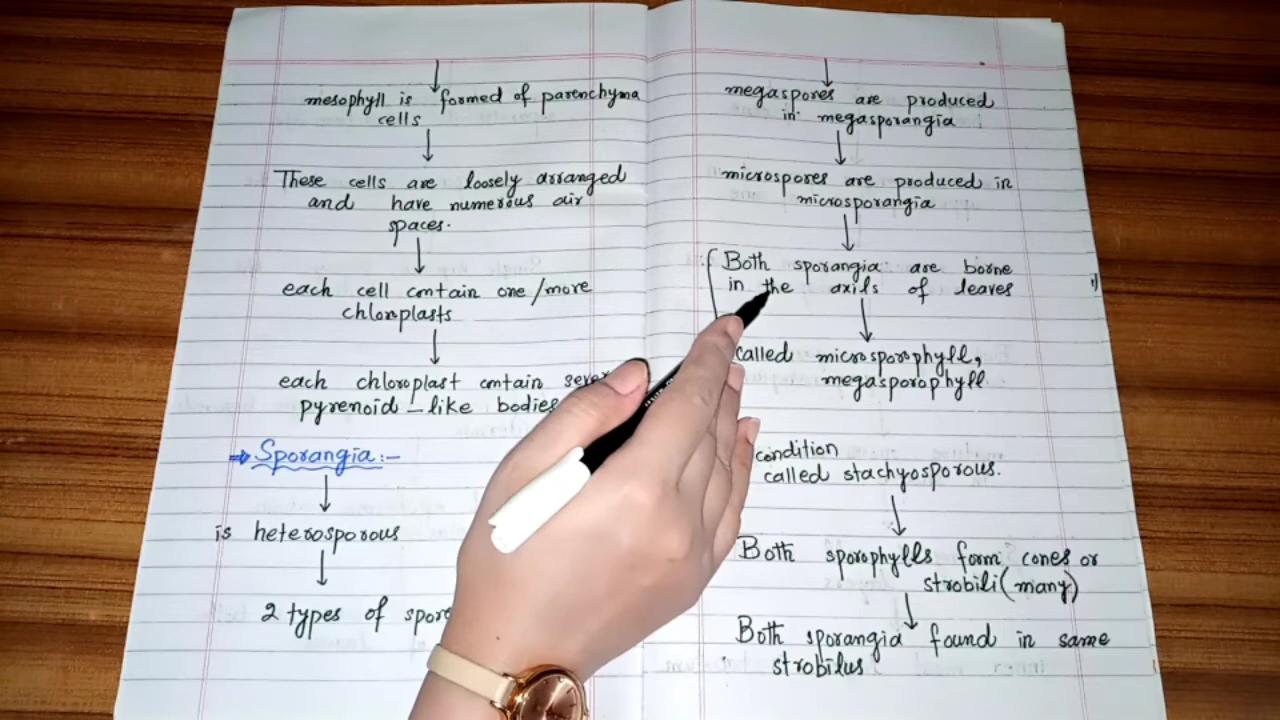 mesophyll is formed of parenchyma
cells
These cells are loosely arranged
and have numerous air
spaces.
each cell contain one/more
chloroplasts
each chloroplast contain
pyrenoid - like bodies
⇒ Sporangia :-
is heterosporous
2 types of
megaspores are produced
in megasporangia
microspores are produced in
microsporangia
Both sporangia are borne
in the axils of leaves
called microsporophyll,
megasporophyll
condition
called stachyosporous.
Both sporophylls form cones or
strobili (many)
Both sporangia found in same
strobilus